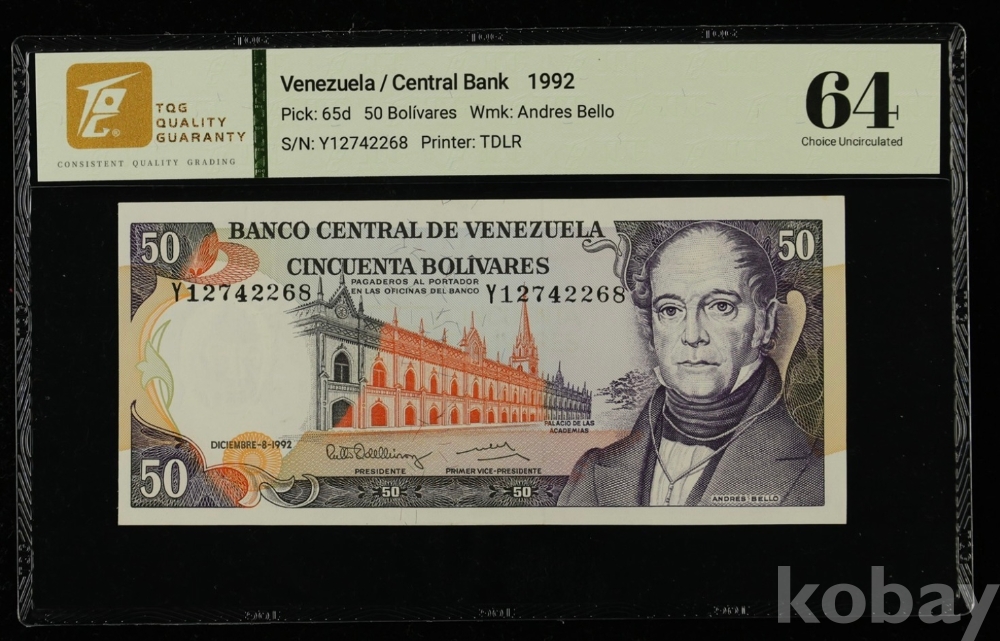 TQG
QUALITY
GUARANTY
CONSISTENT QUALITY GRADING
Venezuela / Central Bank 1992
Pick: 65d 50 Bolívares Wmk: Andres Bello
S/N: Y12742268 Printer: TDLR
64
Choice Uncirculated
50
BANCO CENTRAL DE VENEZUELA
50
CINCUENTA BOLÍVARES
PAGADEROS AL PORTADOR
EN LAS OFICINAS DEL BANCO
Y12742268
Y12742268
PALACIO DE LAS
ACADEMIAS
DICIEMBRE-8-1992
PRESIDENTE
PRIMER VICE-PRESIDENTE
50
50
50
ANDRES BELLO
kobay